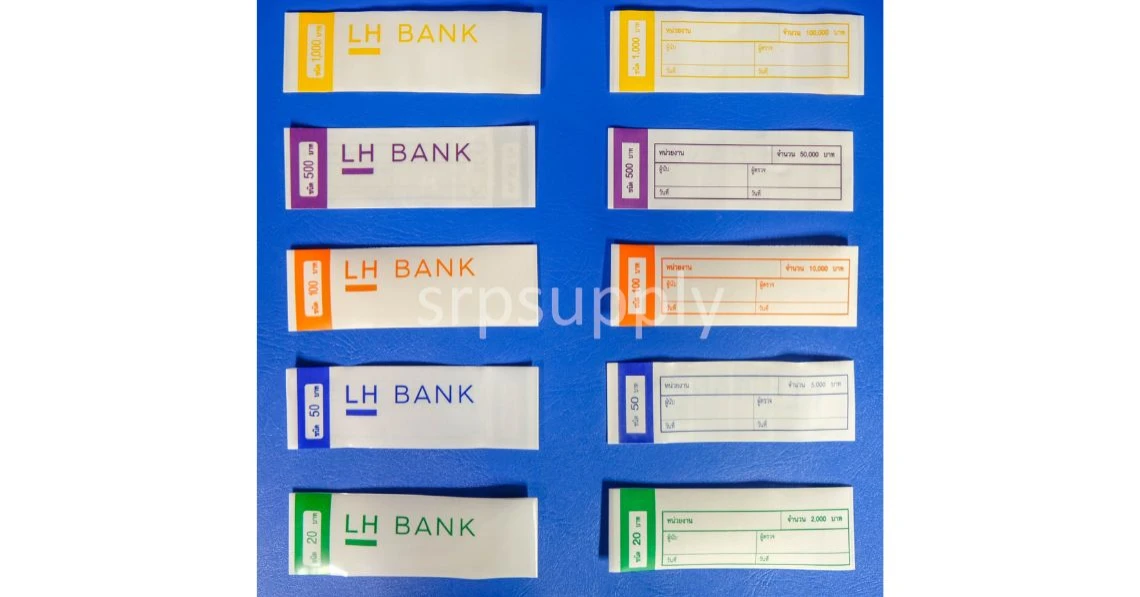 ชนิด 1,000 บาท
LH BANK
ชนิด 1,000 บาท
หน่วยงาน จำนวน 100,000 บาท
ผู้นับ ผู้ตรวจ
วันที่ วันที่
ชนิด 500 บาท
LH BANK
ชนิด 500 บาท
หน่วยงาน จำนวน 50,000 บาท
ผู้นับ ผู้ตรวจ
วันที่ วันที่
ชนิด 100 บาท
LH BANK
ชนิด 100 บาท
หน่วยงาน จำนวน 10,000 บาท
ผู้นับ ผู้ตรวจ
วันที่ วันที่
srpsupply
ชนิด 50 บาท
LH BANK
ชนิด 50 บาท
หน่วยงาน จำนวน 5,000 บาท
ผู้นับ ผู้ตรวจ
วันที่ วันที่
ชนิด 20 บาท
LH BANK
ชนิด 20 บาท
หน่วยงาน จำนวน 2,000 บาท
ผู้นับ ผู้ตรวจ
วันที่ วันที่